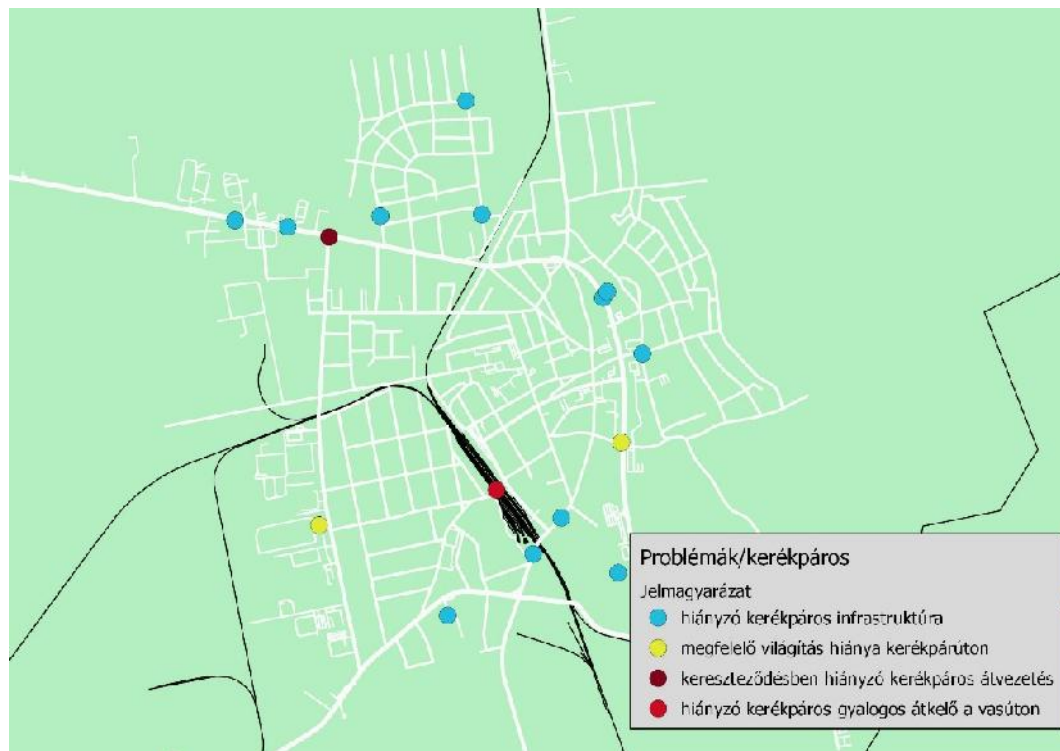 Problémák/kerékpáros
Jelmagyarázat
hiányzó kerékpáros infrastruktúra
megfelelő világítás hiánya kerékpárúton
kereszteződésben hiányzó kerékpáros átvezetés
hiányzó kerékpáros gyalogos átkelő a vasúton